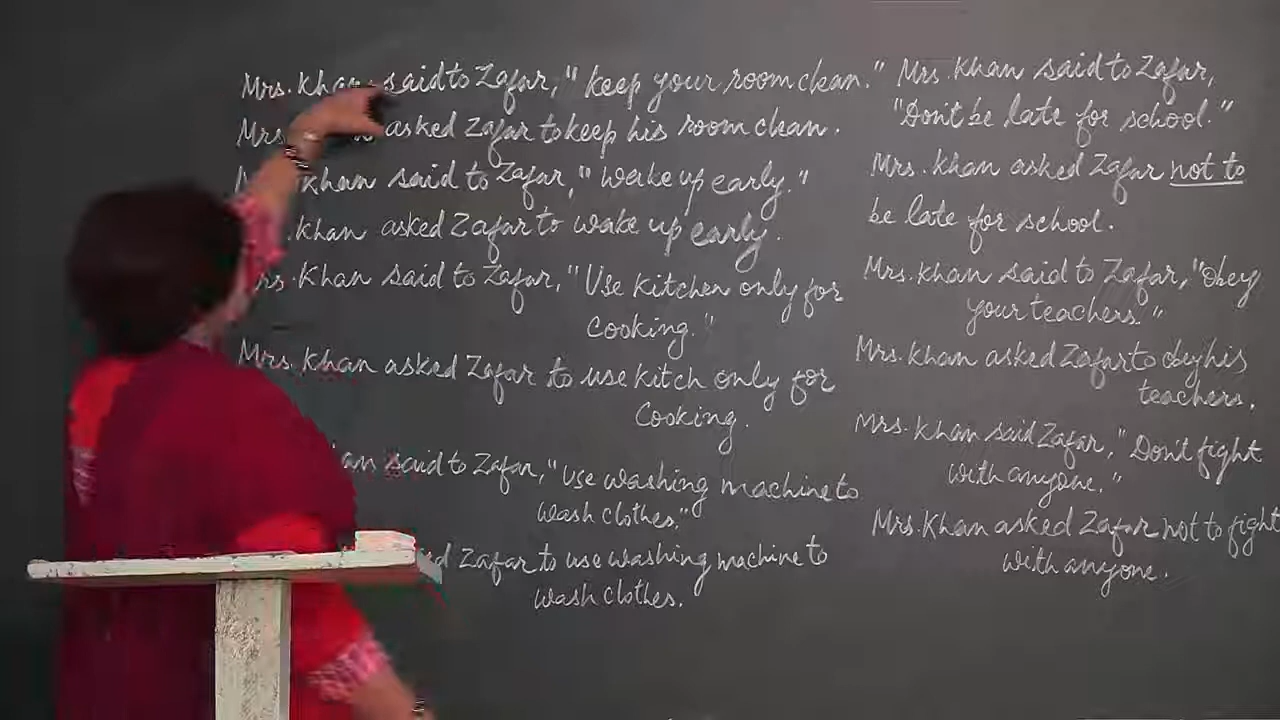 Mrs. Khan said to Zafar, " keep your room clean."
Mrs. asked Zafar to keep his room clean.
Khan said to Zafar, " Wake up early."
Khan asked Zafar to wake up early.
Mrs. Khan said to Zafar, "Use Kitchen only for
Cooking."
Mrs. Khan asked Zafar to use kitch only for
Cooking.
said to Zafar, "Use washing machine to
wash clothes."
Zafar to use washing machine to
wash clothes.
Mrs. Khan said to Zafar,
"Don't be late for school."
Mrs. Khan asked Zafar not to
be late for school.
Mrs. Khan said to Zafar, "Obey
your teachers."
Mrs. Khan asked Zafar to obey his
teachers.
Mrs. Khan said Zafar, " Don't fight
with anyone."
Mrs. Khan asked Zafar not to fight
with anyone.